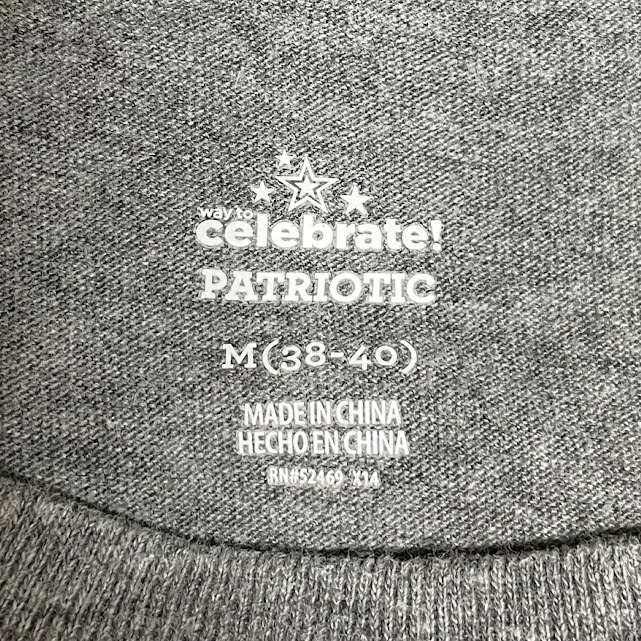 way to
celebrate!
PATRIOTIC
M (38-40)
MADE IN CHINA
HECHO EN CHINA
RN#52469 X14